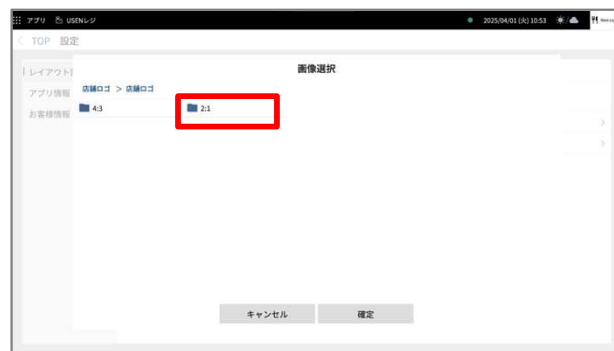 アプリ USENレジ 2025/04/01 (火) 10:53
TOP 設定
画像選択
レイアウト
店舗ロゴ > 店舗ロゴ
アプリ情報
4:3 2:1
お客様情報
キャンセル 確定